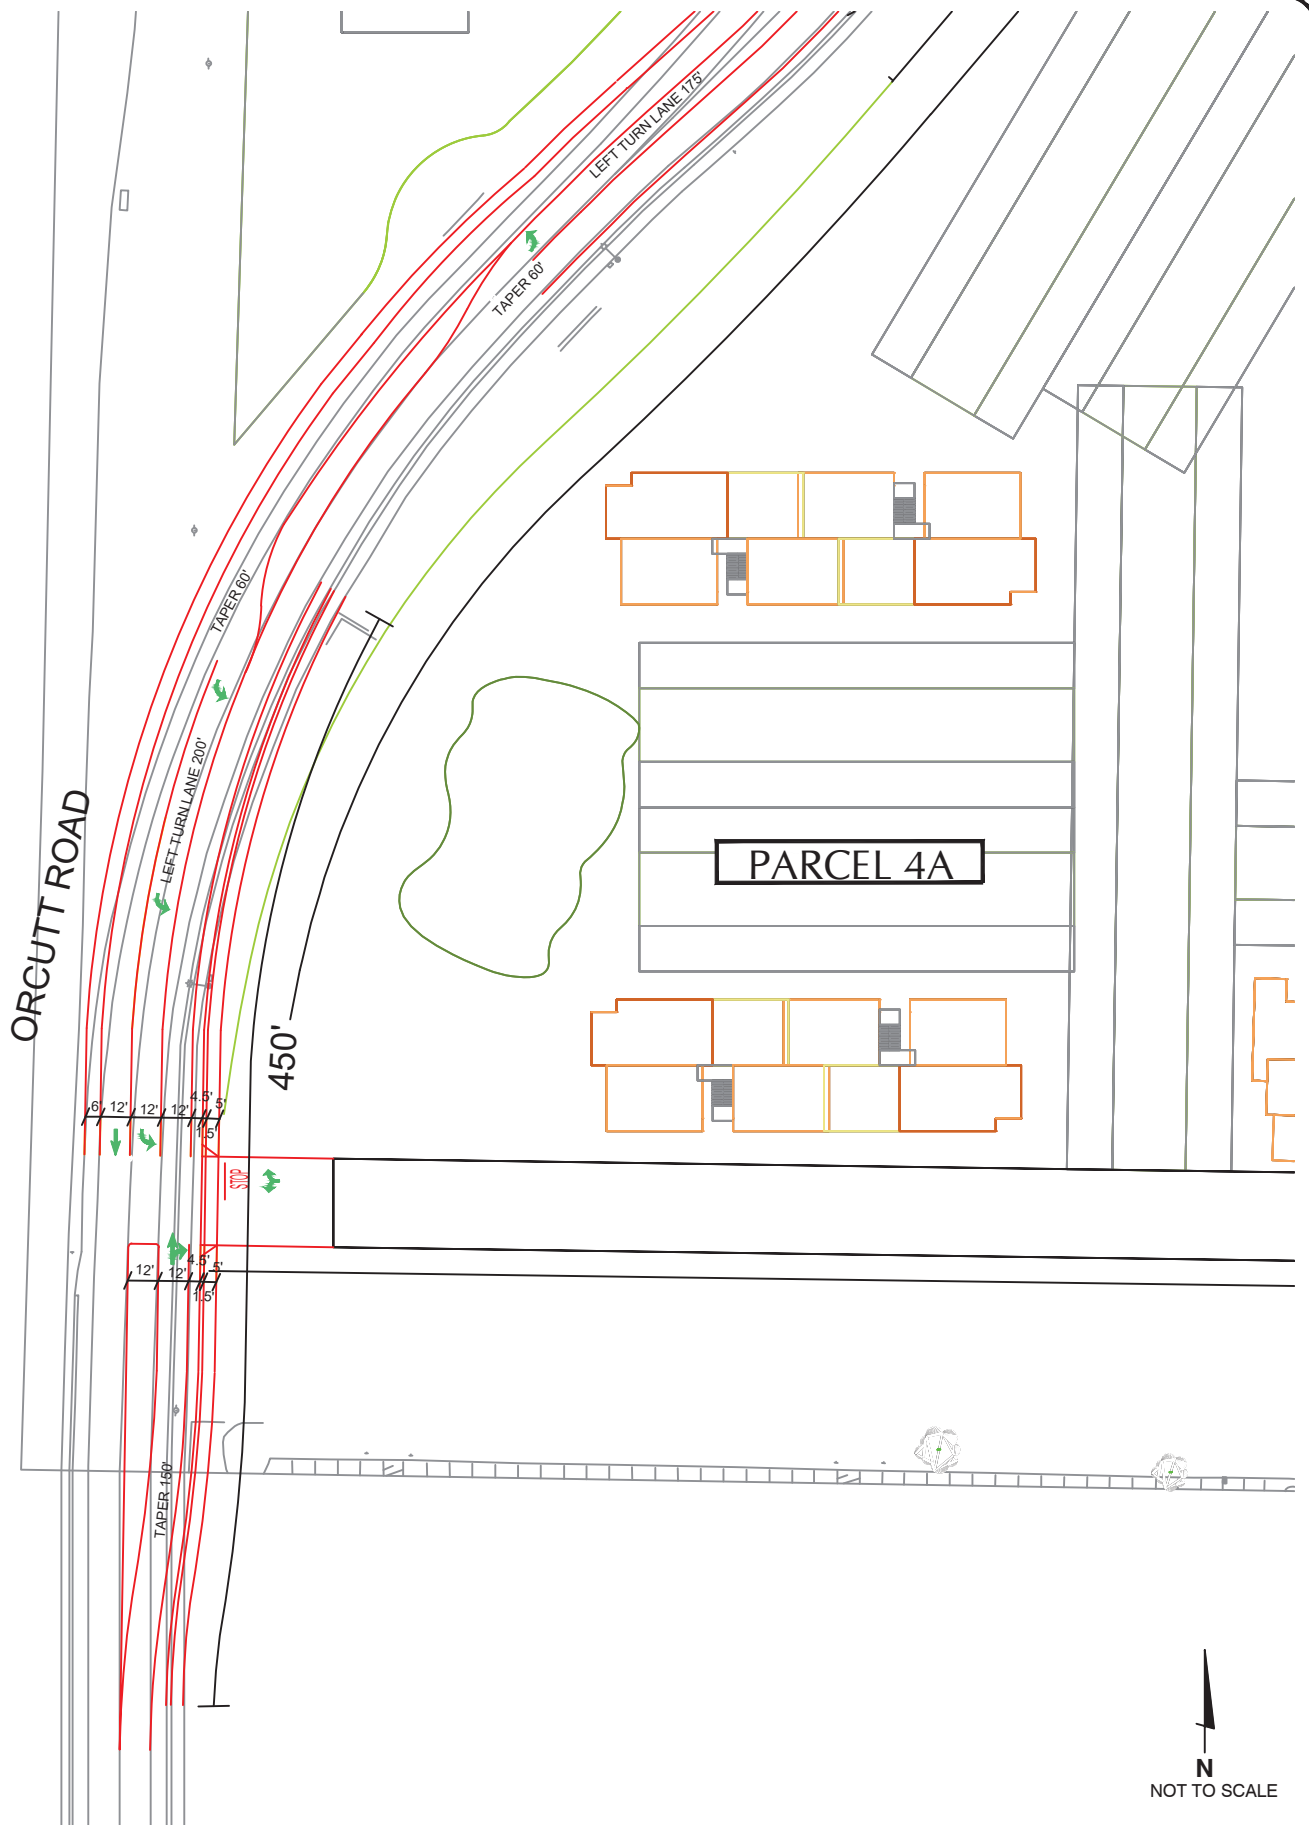 LEFT TURN LANE 175'
TAPER 60'
TAPER 60'
LEFT TURN LANE 200'
ORCUTT ROAD
PARCEL 4A
450'
6'
12'
12'
12'
4.5'
5'
1.5'
STOP
12'
12'
4.5'
5'
1.5'
TAPER 150'
N
NOT TO SCALE